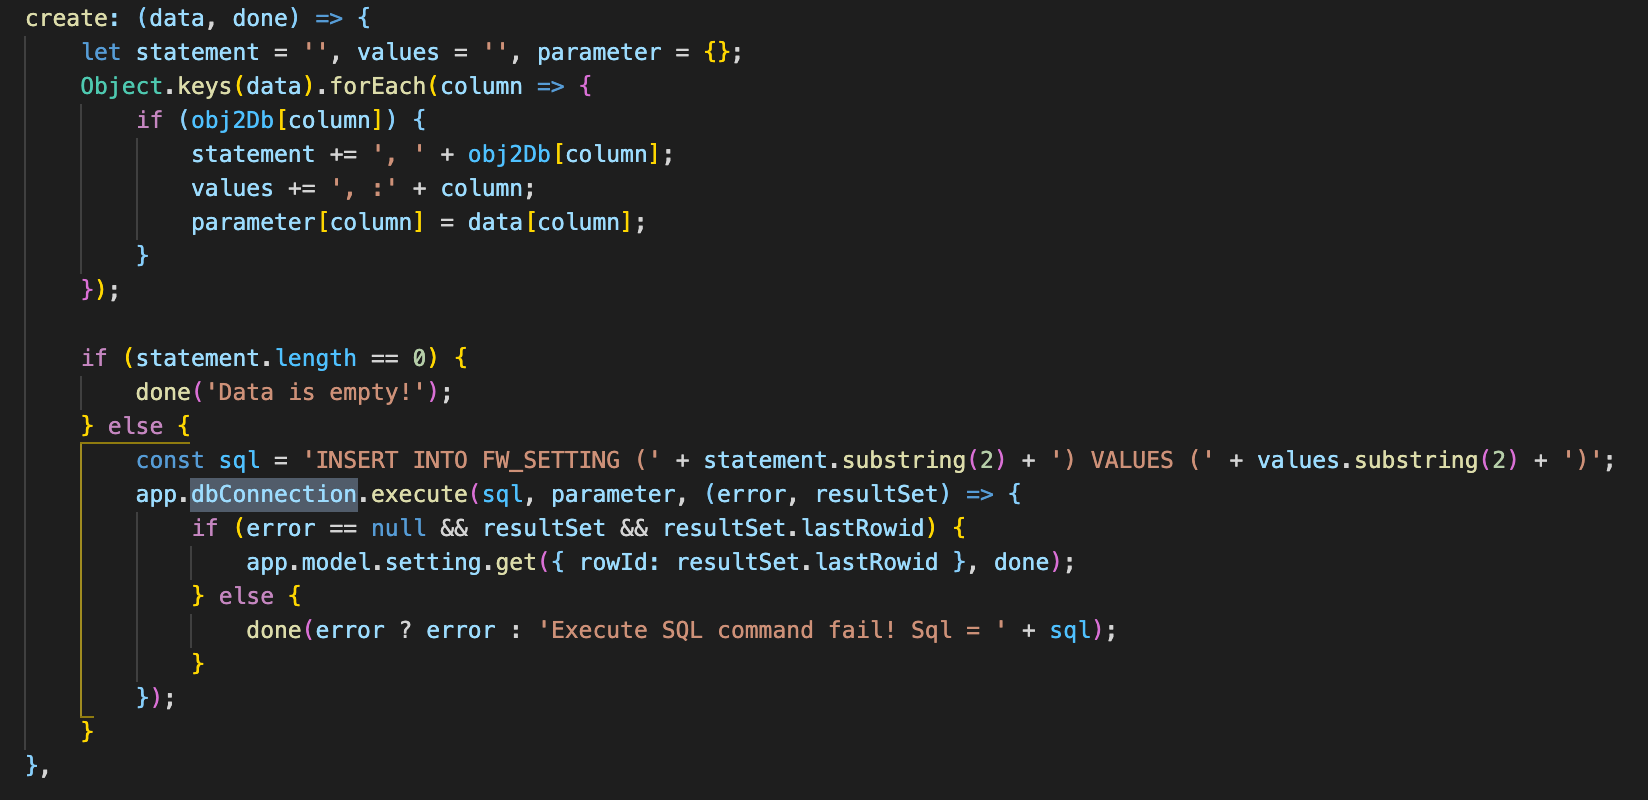 create: (data, done) => {
    let statement = '', values = '', parameter = {};
    Object.keys(data).forEach(column => {
        if (obj2Db[column]) {
            statement += ', ' + obj2Db[column];
            values += ', :' + column;
            parameter[column] = data[column];
        }
    });

    if (statement.length == 0) {
        done('Data is empty!');
    } else {
        const sql = 'INSERT INTO FW_SETTING (' + statement.substring(2) + ') VALUES (' + values.substring(2) + ')';
        app.dbConnection.execute(sql, parameter, (error, resultSet) => {
            if (error == null && resultSet && resultSet.lastRowid) {
                app.model.setting.get({ rowId: resultSet.lastRowid }, done);
            } else {
                done(error ? error : 'Execute SQL command fail! Sql = ' + sql);
            }
        });
    }
},